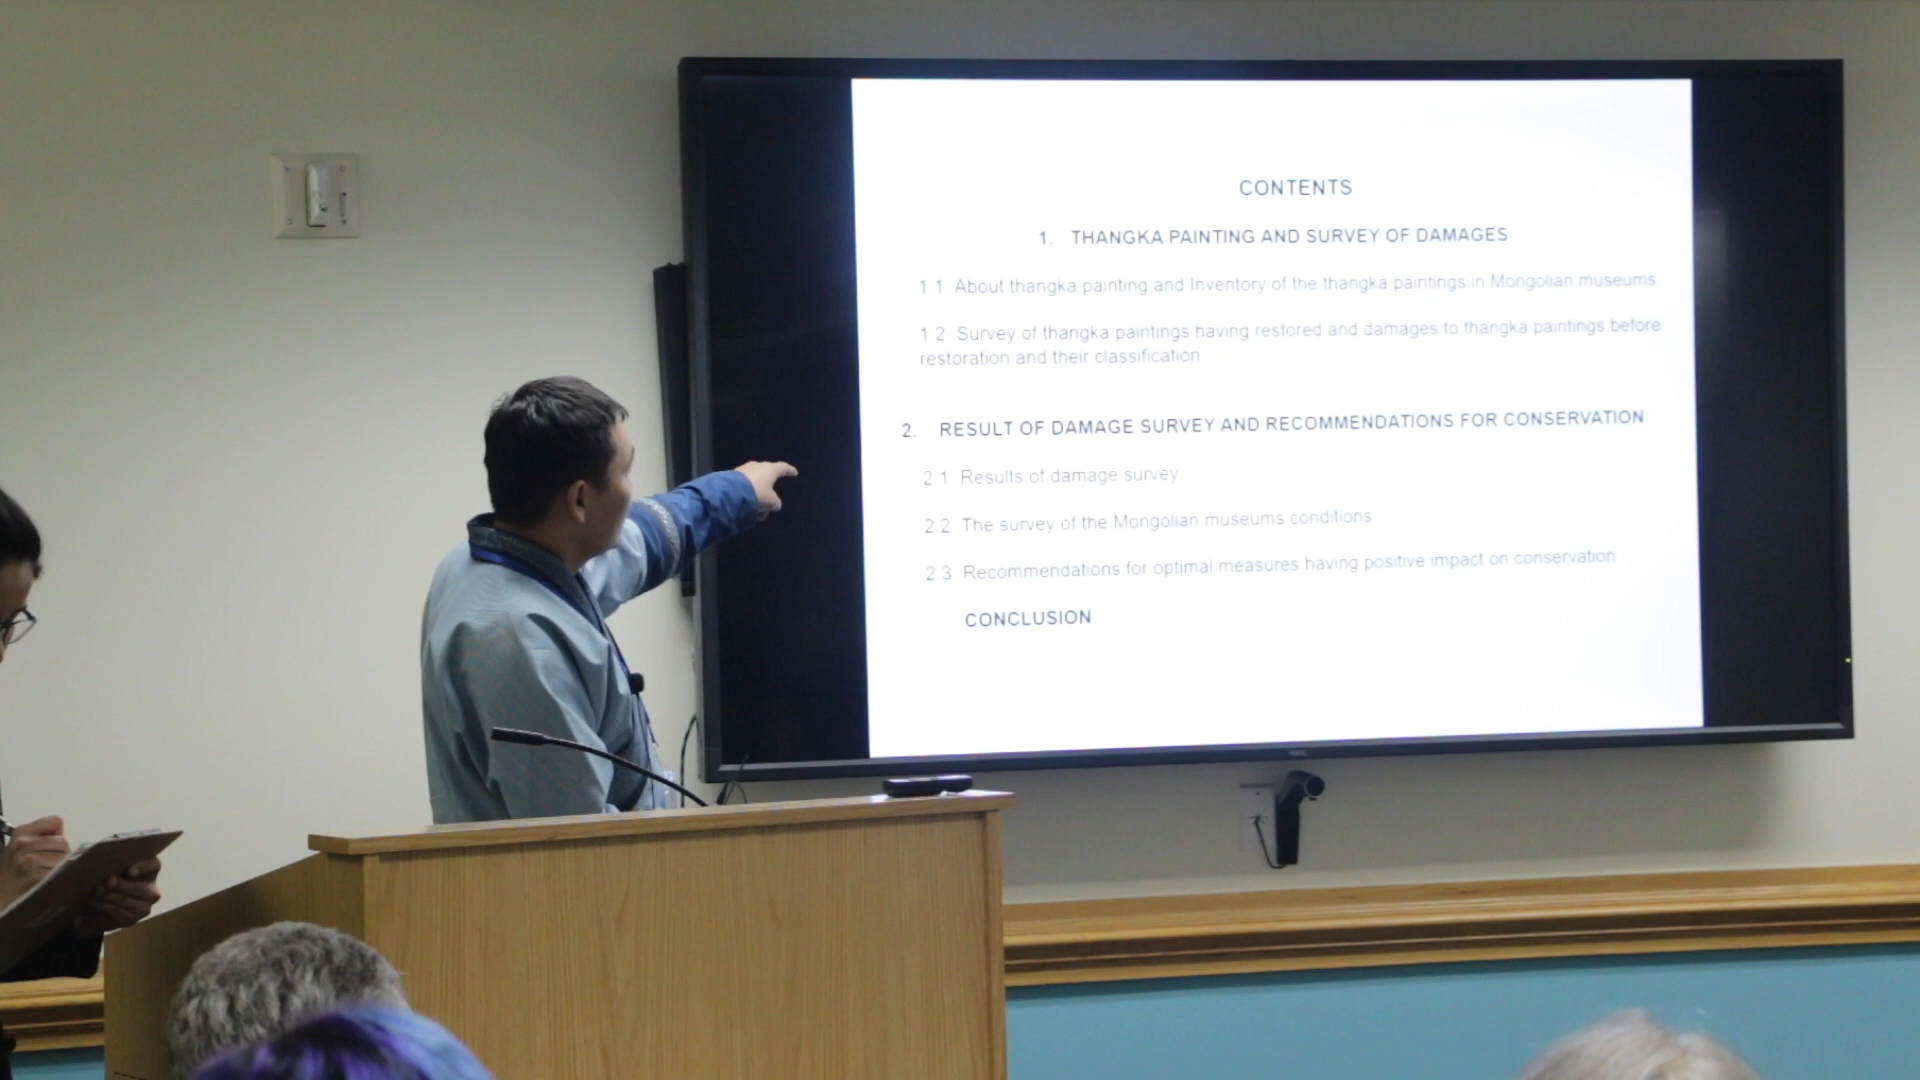 CONTENTS
1. THANGKA PAINTING AND SURVEY OF DAMAGES
1.1. About thangka painting and Inventory of the thangka paintings in Mongolian museums
1.2 Survey of thangka paintings having restored and damages to thangka paintings before
restoration and their classification
2. RESULT OF DAMAGE SURVEY AND RECOMMENDATIONS FOR CONSERVATION
2.1 Results of damage survey
2.2 The survey of the Mongolian museums conditions
2.3. Recommendations for optimal measures having positive impact on conservation
CONCLUSION